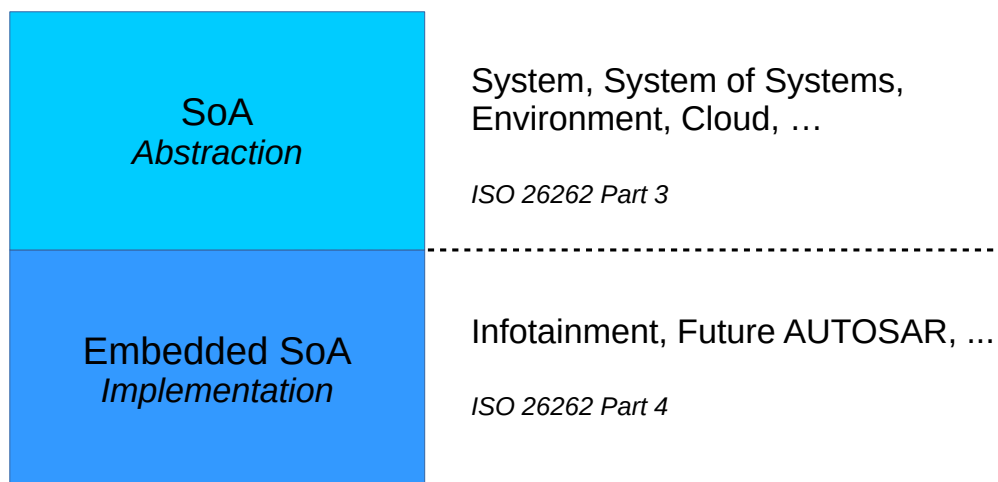 SoA
Abstraction
System, System of Systems,
Environment, Cloud, …
ISO 26262 Part 3
Embedded SoA
Implementation
Infotainment, Future AUTOSAR, ...
ISO 26262 Part 4